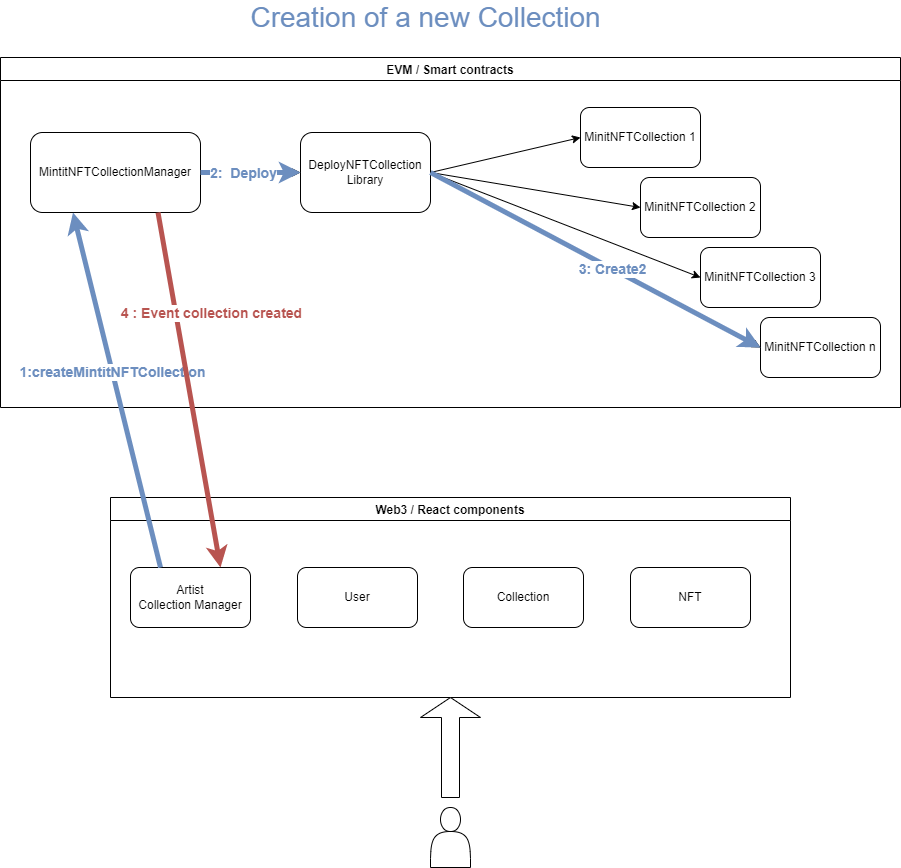 Creation of a new Collection
EVM / Smart contracts
MintitNFTCollectionManager
2:  Deploy
DeployNFTCollection
Library
MinitNFTCollection 1
MinitNFTCollection 2
MinitNFTCollection 3
3: Create2
MinitNFTCollection n
4 : Event collection created
1:createMintitNFTCollection
Web3 / React components
Artist
Collection Manager
User
Collection
NFT